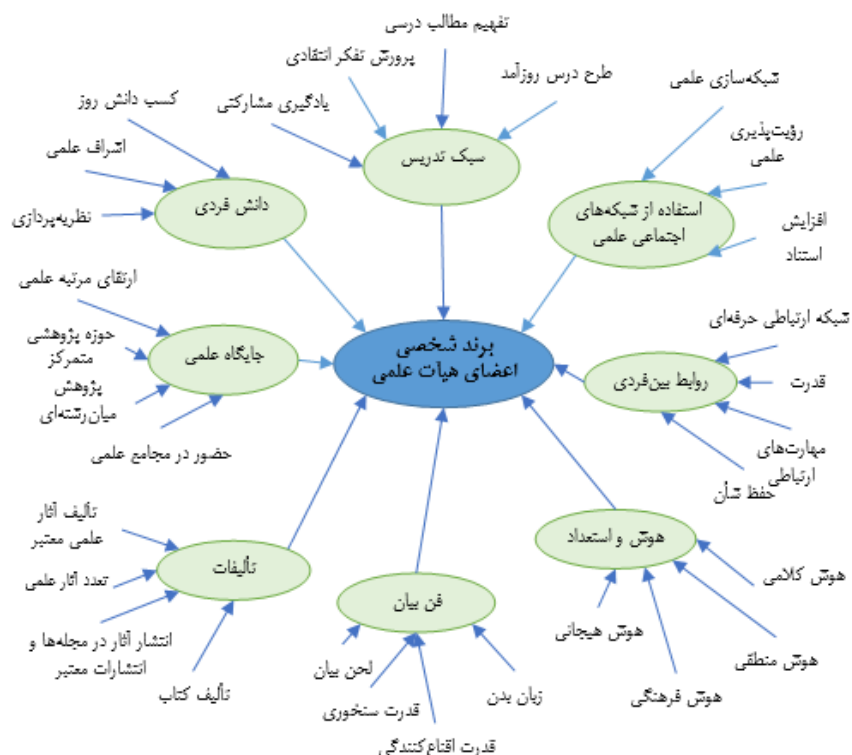 برند شخصی
اعضای هیأت علمی
سبک تدریس
تفهیم مطالب درسی
پرورش تفکر انتقادی
طرح درس روزآمد
یادگیری مشارکتی
استفاده از شبکه‌های
اجتماعی علمی
شبکه‌سازی علمی
رؤیت‌پذیری
علمی
افزایش
استناد
روابط بین‌فردی
شبکه ارتباطی حرفه‌ای
قدرت
مهارت‌های
ارتباطی
حفظ شأن
هوش و استعداد
هوش کلامی
هوش منطقی
هوش فرهنگی
هوش هیجانی
فن بیان
زبان بدن
قدرت اقناع‌کنندگی
قدرت سنخوری
لحن بیان
تألیفات
تألیف آثار
علمی معتبر
تعدد آثار علمی
انتشار آثار در مجله‌ها و
انتشارات معتبر
تألیف کتاب
جایگاه علمی
ارتقای مرتبه علمی
حوزه پژوهشی
متمرکز
پژوهش
میان‌رشته‌ای
حضور در مجامع علمی
دانش فردی
کسب دانش روز
اشراف علمی
نظریه‌پردازی